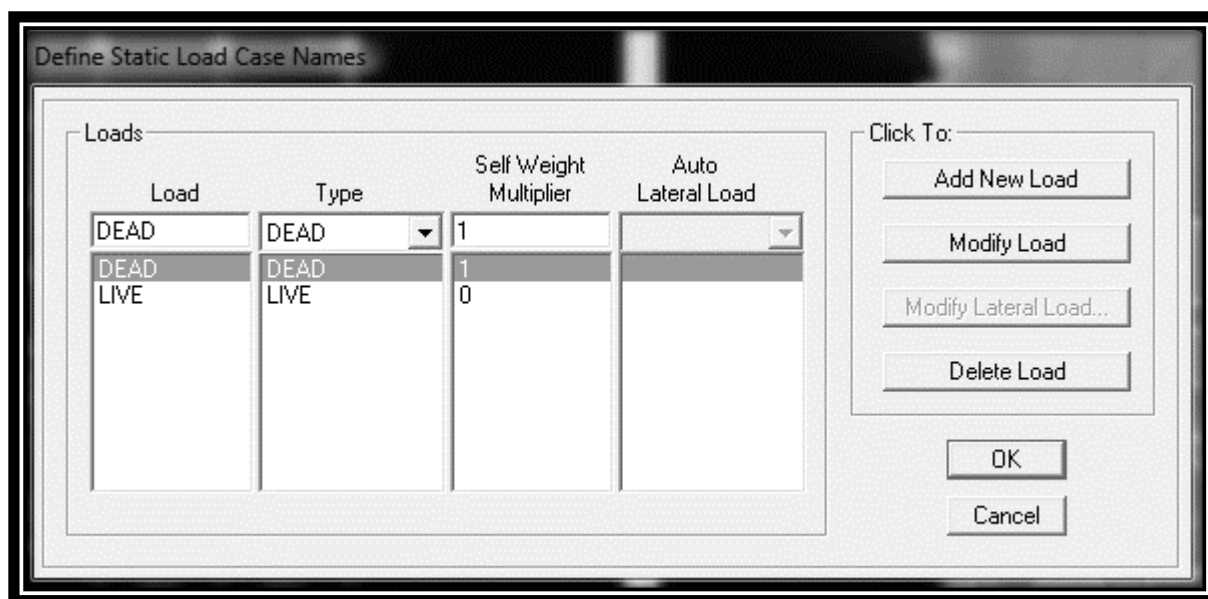 Define Static Load Case Names
Loads
Click To:
Load Type Self Weight Multiplier Auto Lateral Load
DEAD DEAD 1
DEAD DEAD 1
LIVE LIVE 0
Add New Load
Modify Load
Modify Lateral Load...
Delete Load
OK
Cancel